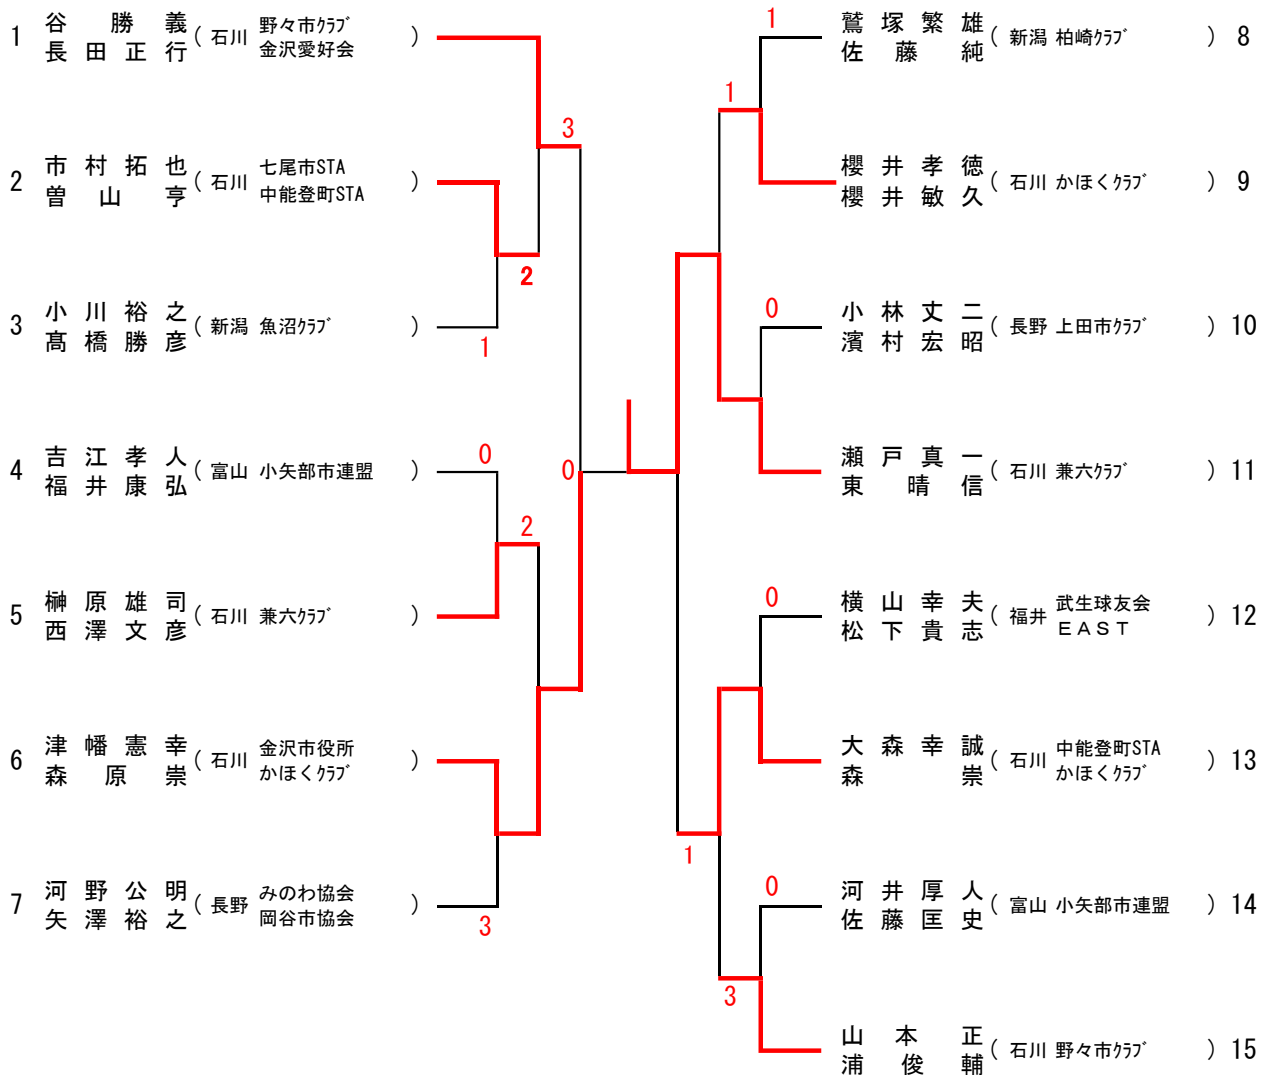 1 谷勝義 ( 石川 野々市ｸﾗﾌﾞ )
長田正行 金沢愛好会
3
2 市村拓也 ( 石川 七尾市STA )
曽山亨 中能登町STA
2
3 小川裕之 ( 新潟 魚沼ｸﾗﾌﾞ )
髙橋勝彦
1
4 吉江孝人 ( 富山 小矢部市連盟 )
福井康弘
0
0
2
5 榊原雄司 ( 石川 兼六ｸﾗﾌﾞ )
西澤文彦
6 津幡憲幸 ( 石川 金沢市役所 )
森原崇 かほくｸﾗﾌﾞ
7 河野公明 ( 長野 みのわ協会 )
矢澤裕之 岡谷市協会
3
1
鷲塚繁雄 ( 新潟 柏崎ｸﾗﾌﾞ ) 8
佐藤純
1
櫻井孝徳 ( 石川 かほくｸﾗﾌﾞ ) 9
櫻井敏久
0
小林丈二 ( 長野 上田市ｸﾗﾌﾞ ) 10
濱村宏昭
瀬戸真一 ( 石川 兼六ｸﾗﾌﾞ ) 11
東晴信
0
横山幸夫 ( 福井 武生球友会 ) 12
松下貴志 ＥＡＳＴ
大森幸誠 ( 石川 中能登町STA ) 13
森崇 かほくｸﾗﾌﾞ
1
0
河井厚人 ( 富山 小矢部市連盟 ) 14
佐藤匡史
3
山本正 ( 石川 野々市ｸﾗﾌﾞ ) 15
浦俊輔